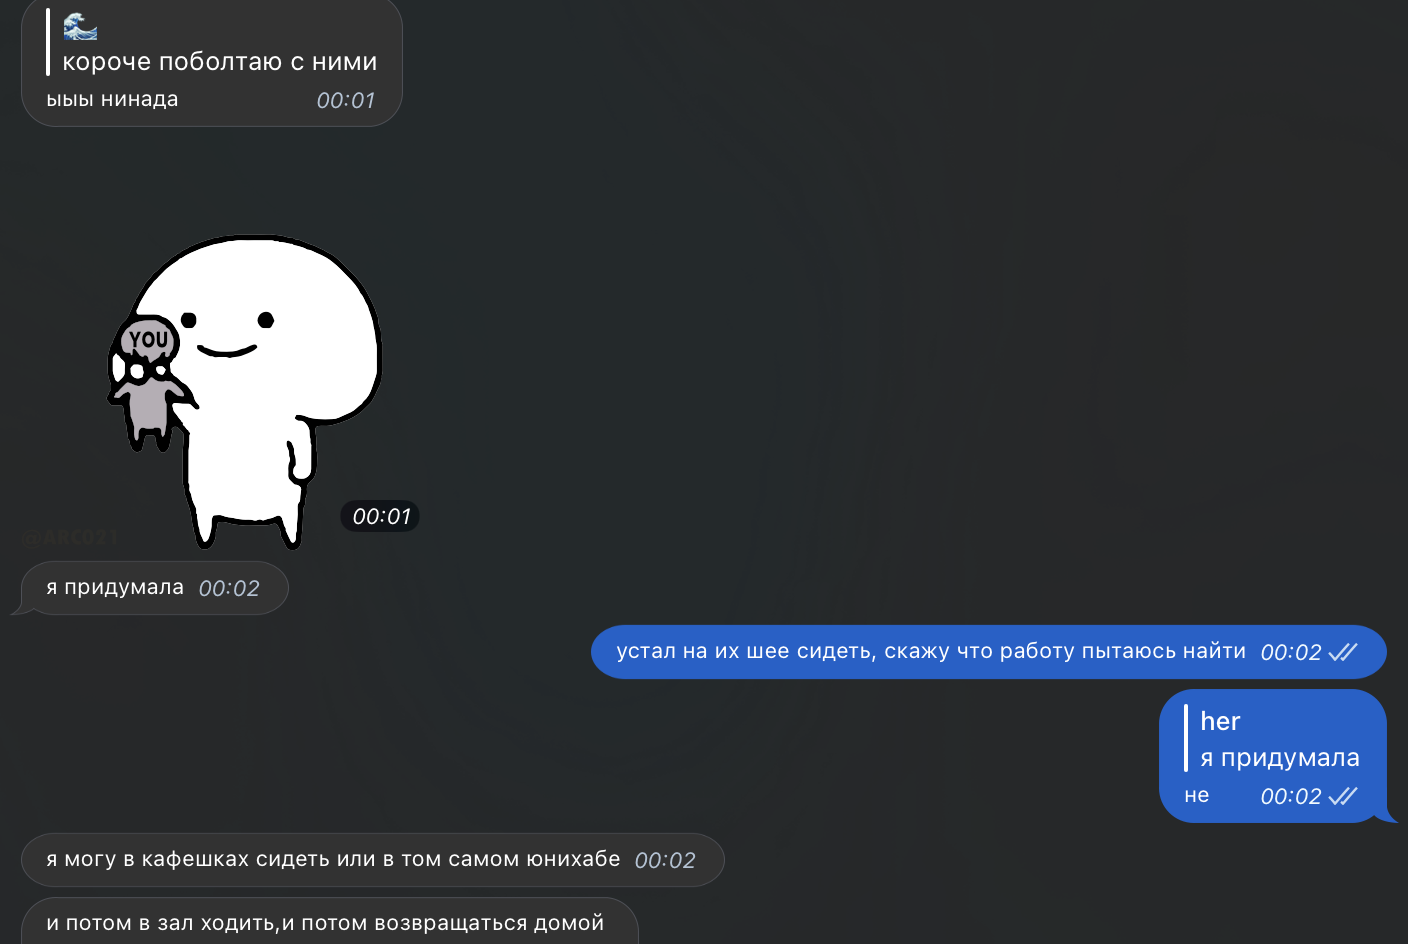 🌊
короче поболтаю с ними
ыыы нинада 00:01
YOU
00:01
@ARC021
я придумала 00:02
устал на их шее сидеть, скажу что работу пытаюсь найти 00:02
her
я придумала
не 00:02
я могу в кафешках сидеть или в том самом юнихабе 00:02
и потом в зал ходить,и потом возвращаться домой